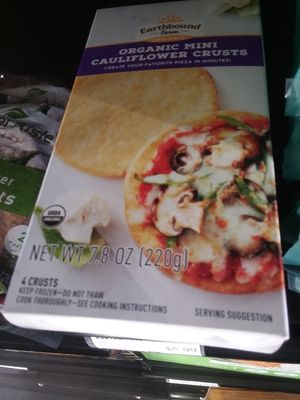 Earthbound
Farm
ORGANIC MINI
CAULIFLOWER CRUSTS
CREATE YOUR FAVORITE PIZZA IN MINUTES!
USDA
ORGANIC
NET WT 7.8 OZ (220g)
4 CRUSTS
KEEP FROZEN-DO NOT THAW
COOK THOROUGHLY-SEE COOKING INSTRUCTIONS
SERVING SUGGESTION